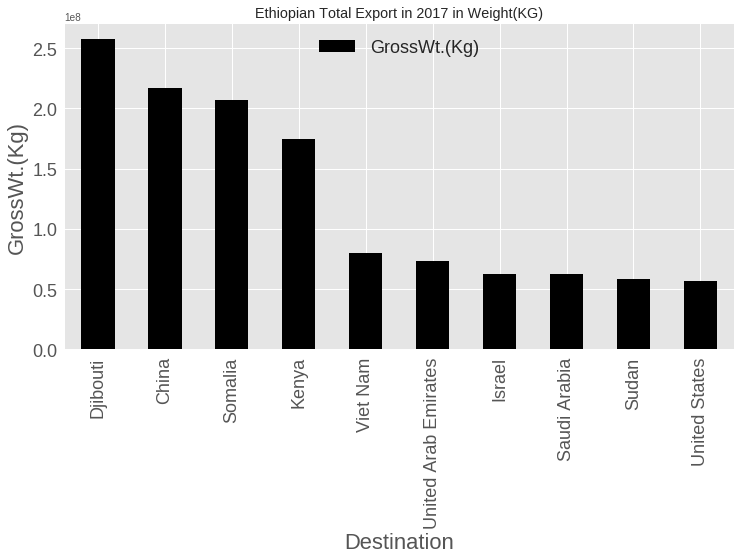 Ethiopian Total Export in 2017 in Weight(KG)
1e8
GrossWt.(Kg)
GrossWt.(Kg)
2.5
2.0
1.5
1.0
0.5
0.0
Djibouti
China
Somalia
Kenya
Viet Nam
United Arab Emirates
Israel
Saudi Arabia
Sudan
United States
Destination